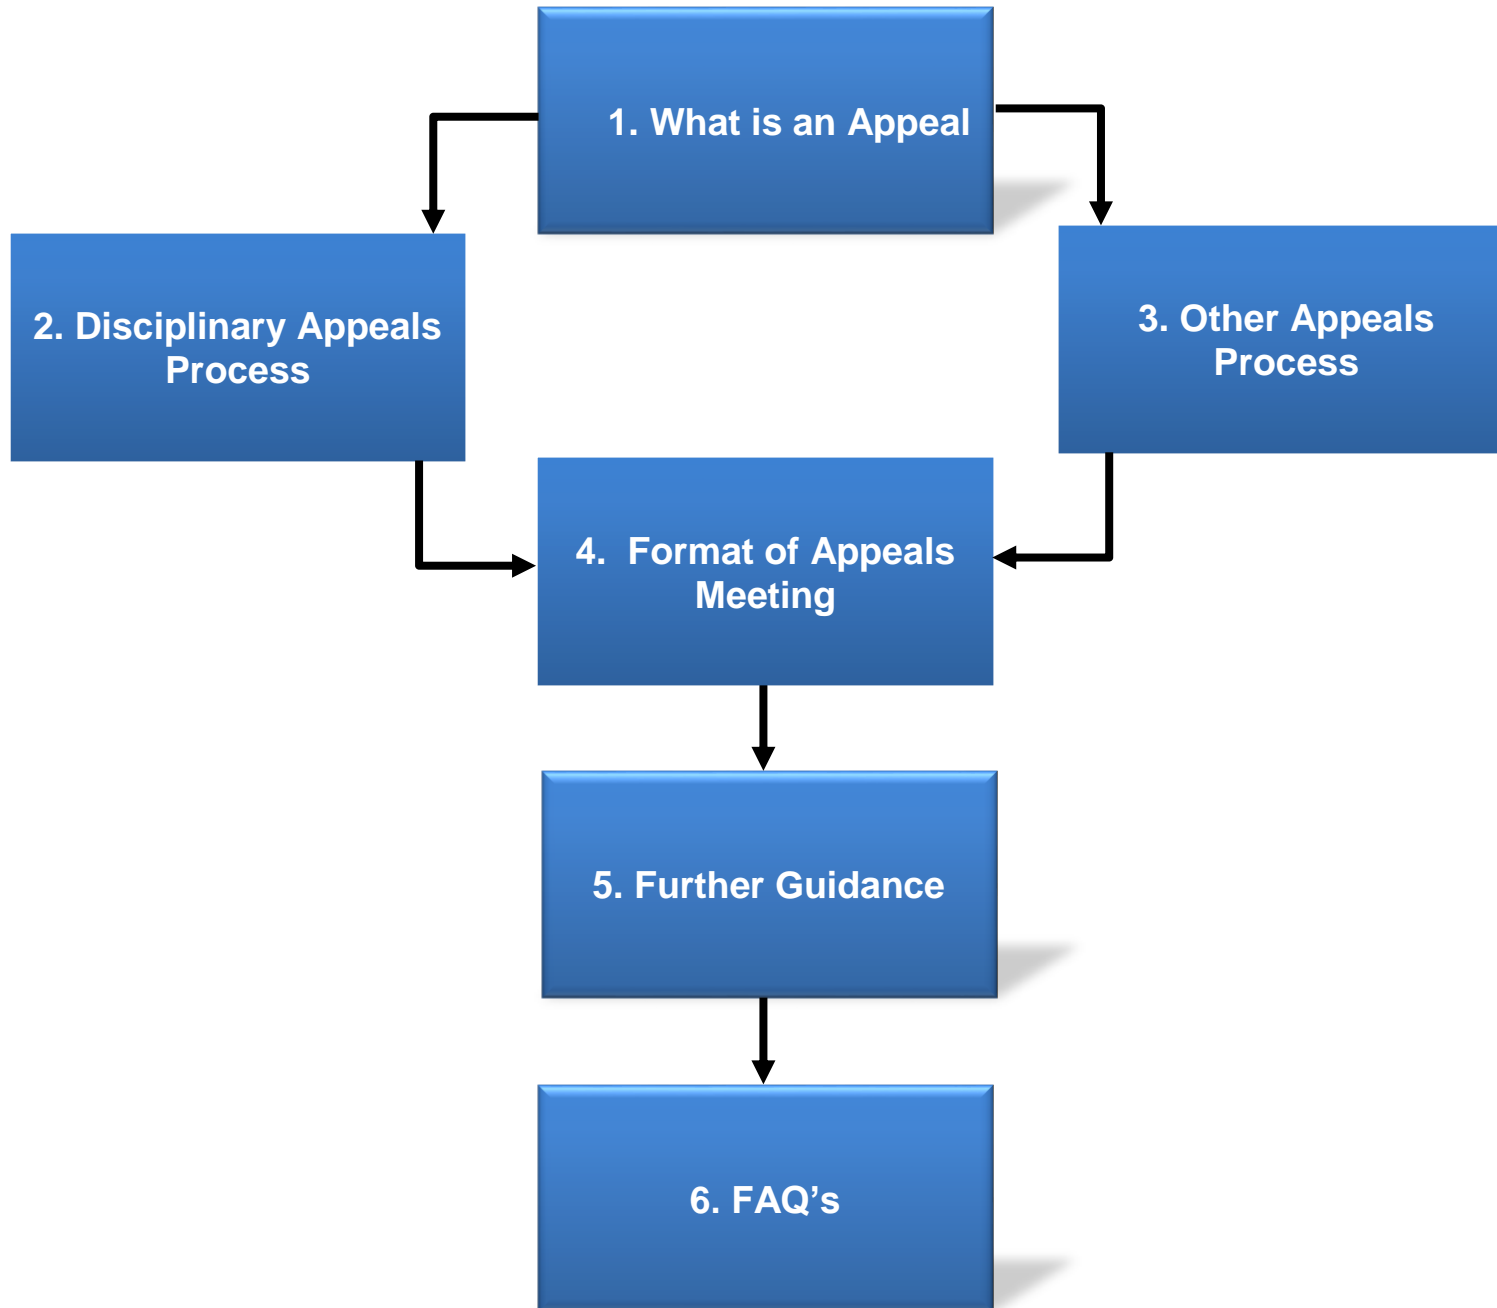 1. What is an Appeal
2. Disciplinary Appeals
Process
3. Other Appeals
Process
4.  Format of Appeals
Meeting
5. Further Guidance
6. FAQ’s